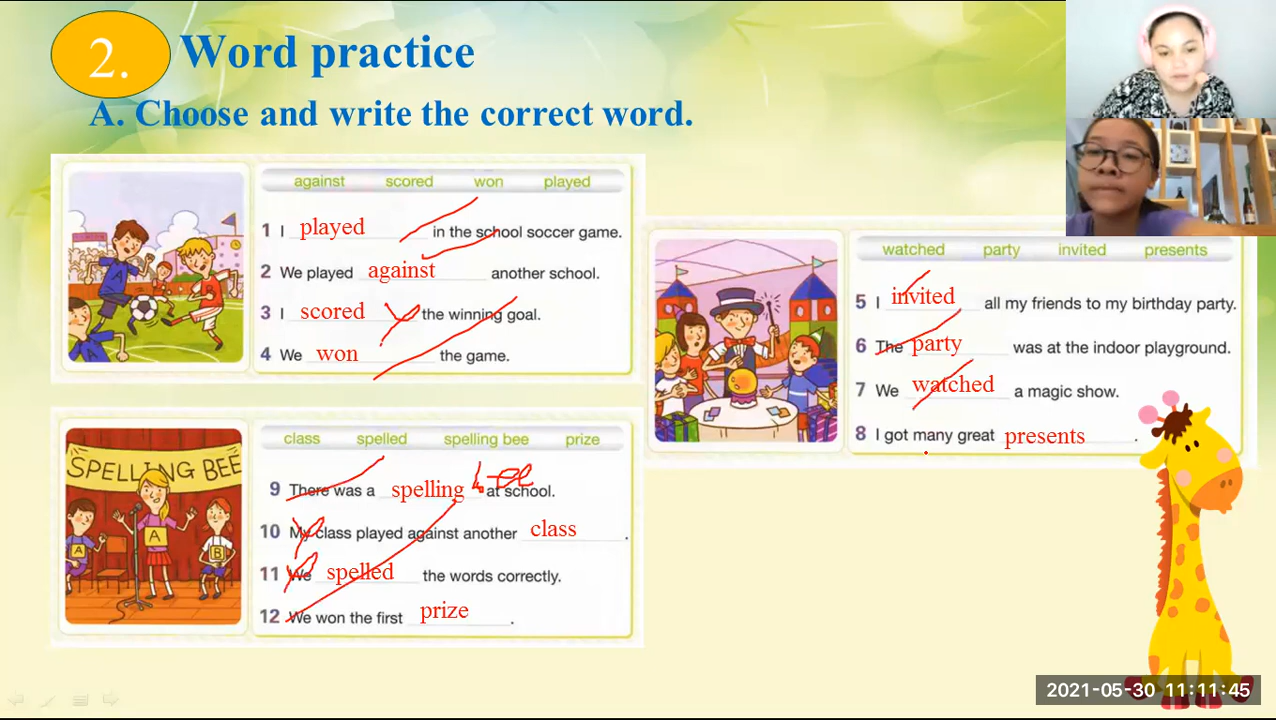 2.
Word practice
A. Choose and write the correct word.
against scored won played
1 I played in the school soccer game.
2 We played against another school.
3 I scored the winning goal.
4 We won the game.
watched party invited presents
5 I invited all my friends to my birthday party.
6 The party was at the indoor playground.
7 We watched a magic show.
8 I got many great presents.
SPELLING BEE
A
A
B
A
A
class spelled spelling bee prize
9 There was a spelling bee at school.
10 My class played against another class.
11 We spelled the words correctly.
12 We won the first prize.
2021-05-30 11:11:45